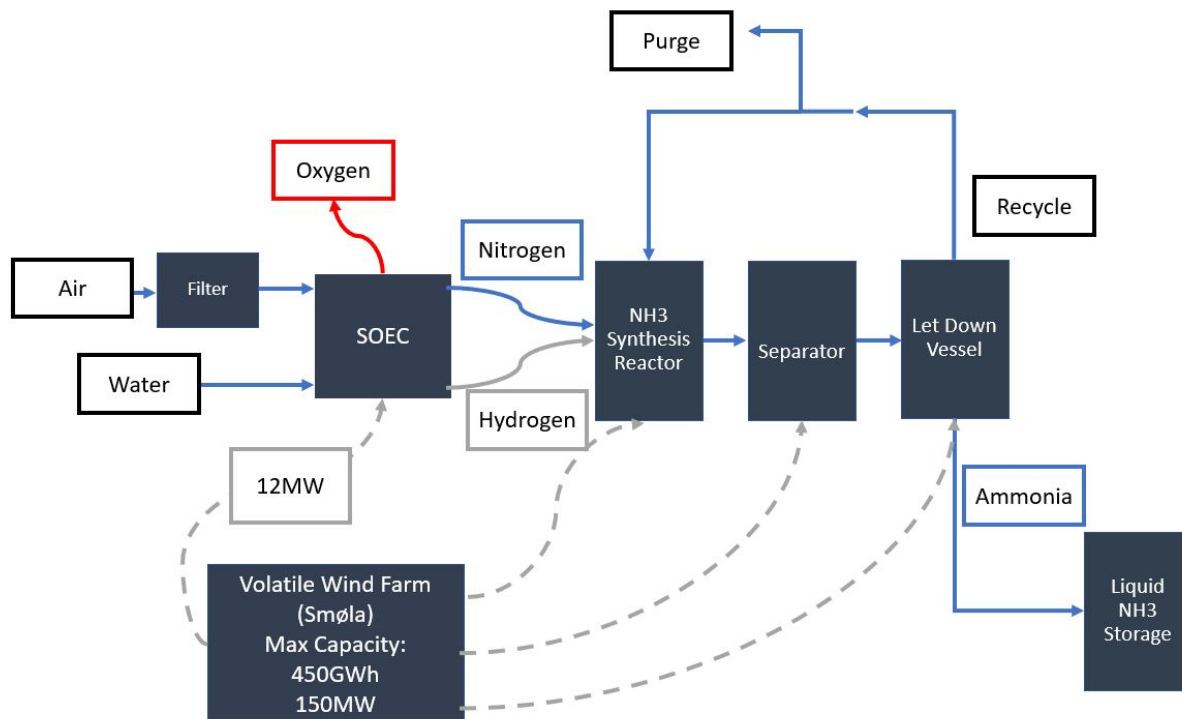 Purge
Oxygen
Recycle
Nitrogen
Air
Filter
SOEC
NH3
Synthesis
Reactor
Separator
Let Down
Vessel
Water
Hydrogen
12MW
Ammonia
Volatile Wind Farm
(Smøla)
Max Capacity:
450GWh
150MW
Liquid
NH3
Storage